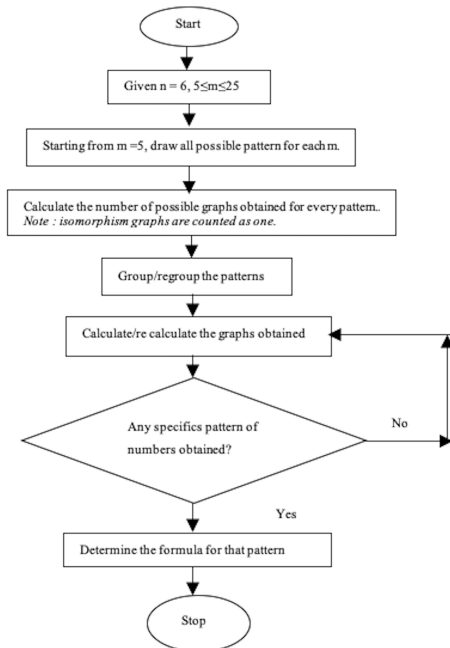 Start
Given n = 6, 5≤m≤25
Starting from m =5, draw all possible pattern for each m.
Calculate the number of possible graphs obtained for every pattern..
Note : isomorphism graphs are counted as one.
Group/regroup the patterns
Calculate/re calculate the graphs obtained
Any specifics pattern of
numbers obtained?
No
Yes
Determine the formula for that pattern
Stop